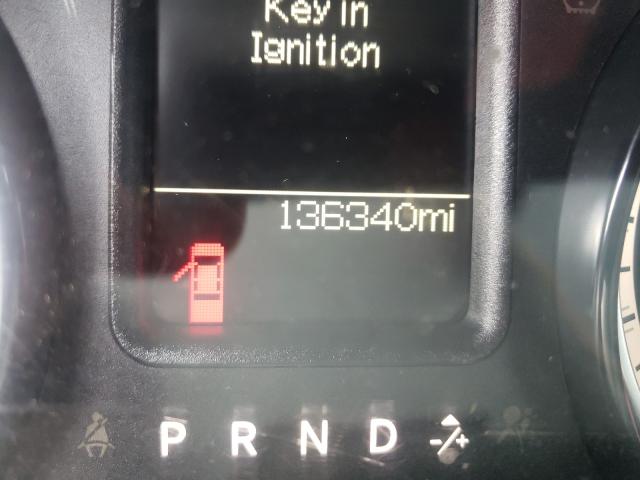 Key in
Ignition
136340mi
P R N D -/+